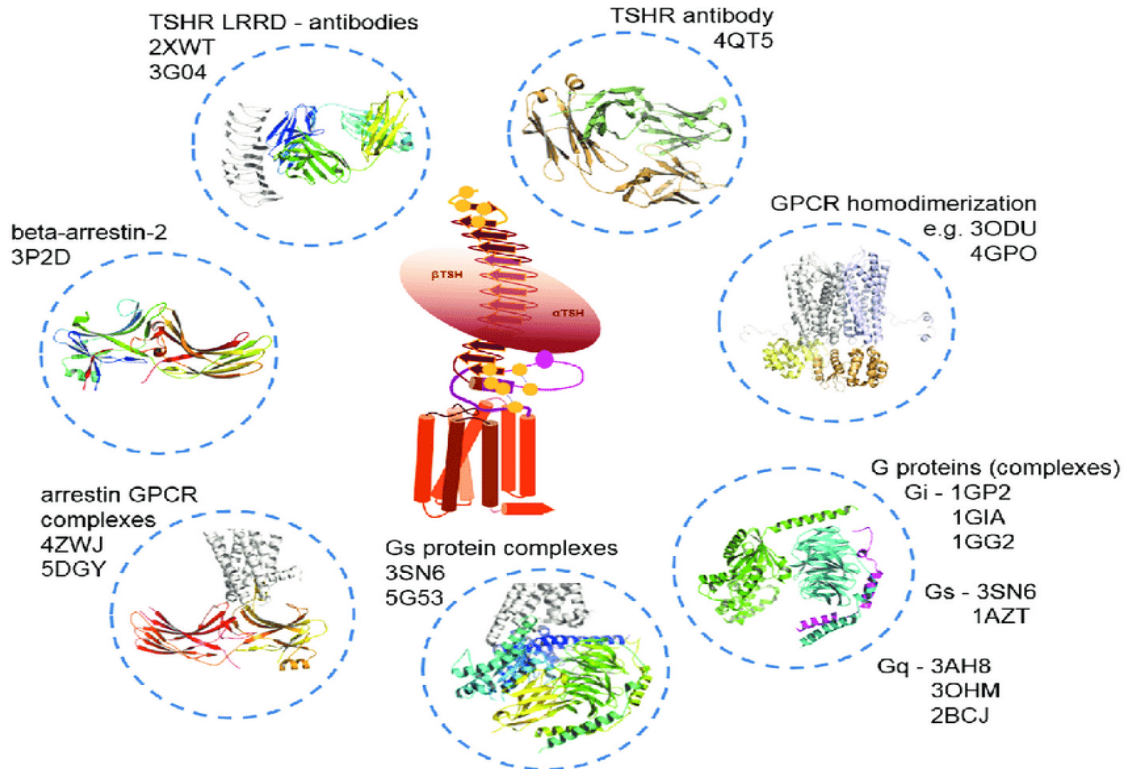 TSHR LRRD - antibodies
2XWT
3G04
TSHR antibody
4QT5
GPCR homodimerization
e.g. 3ODU
4GPO
beta-arrestin-2
3P2D
βTSH
αTSH
G proteins (complexes)
Gi - 1GP2
1GIA
1GG2
Gs - 3SN6
1AZT
Gq - 3AH8
3OHM
2BCJ
arrestin GPCR
complexes
4ZWJ
5DGY
Gs protein complexes
3SN6
5G53